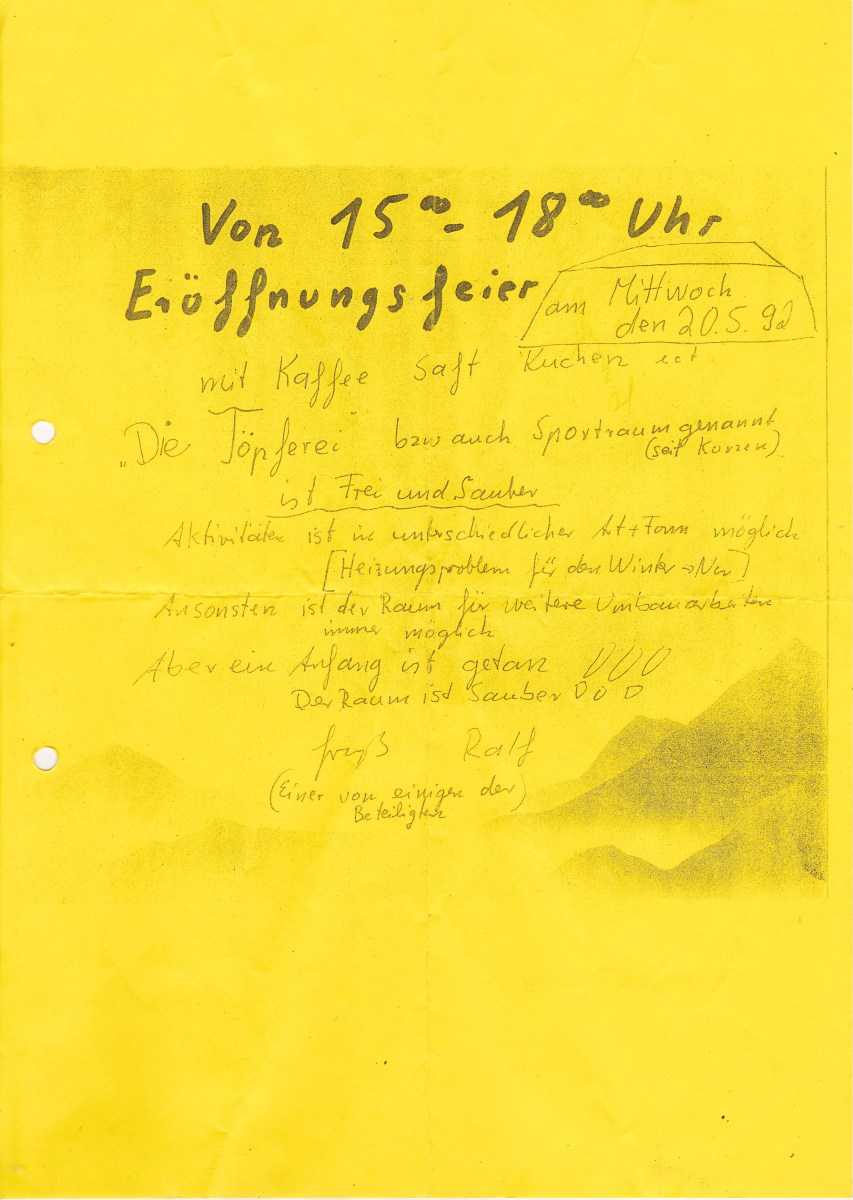 Von 15⁰⁰- 18⁰⁰ Uhr
Eröffnungsfeier
am Mittwoch
den 20.5.92
mit Kaffee Saft Kuchen ect
„Die Töpferei" bzw auch Sportraum genannt
(seit Kurzen)
ist Frei und Sauber
Aktivitäten ist in unterschiedlicher Art + Form möglich
[Heizungsproblem für den Winter → Nur]
Ansonsten ist der Raum für weitere Umbauarbeiten
immer möglich
Aber ein Anfang ist getan !!!
Der Raum ist Sauber !!!
Gruß Ralf
(Einer von einigen der)
Beteiligten